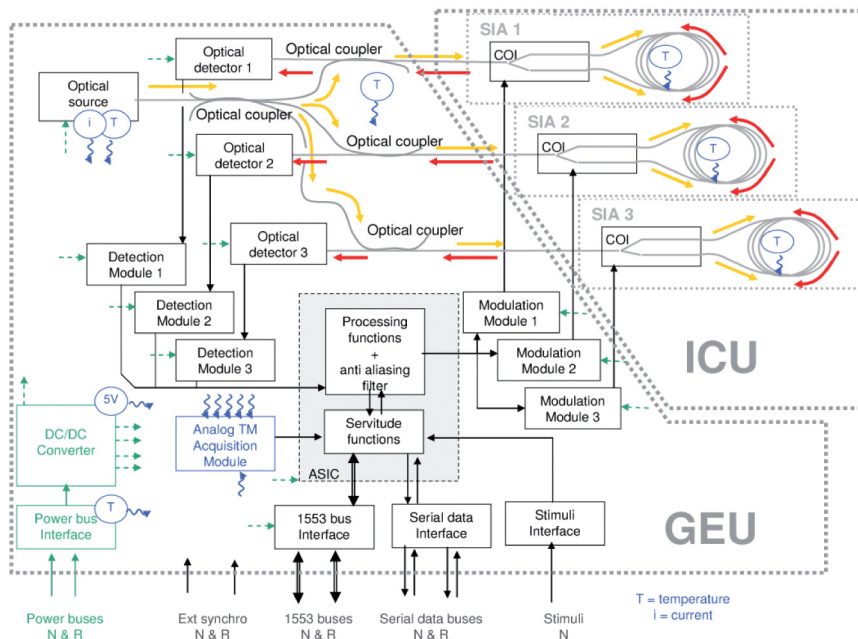 SIA 1
Optical
detector 1
Optical coupler
COI
T
Optical
source
T
i
T
Optical coupler
SIA 2
Optical
detector 2
Optical coupler
COI
T
SIA 3
Optical coupler
Optical
detector 3
COI
T
Detection
Module 1
Detection
Module 2
Detection
Module 3
Processing
functions
+
anti aliasing
filter
Modulation
Module 1
Modulation
Module 2
Modulation
Module 3
ICU
5V
DC/DC
Converter
Analog TM
Acquisition
Module
Servitude
functions
ASIC
T
Power bus
Interface
1553 bus
Interface
Serial data
Interface
Stimuli
Interface
GEU
T = temperature
i = current
Power buses
N & R
Ext synchro
N & R
1553 buses
N & R
Serial data buses
N & R
Stimuli
N